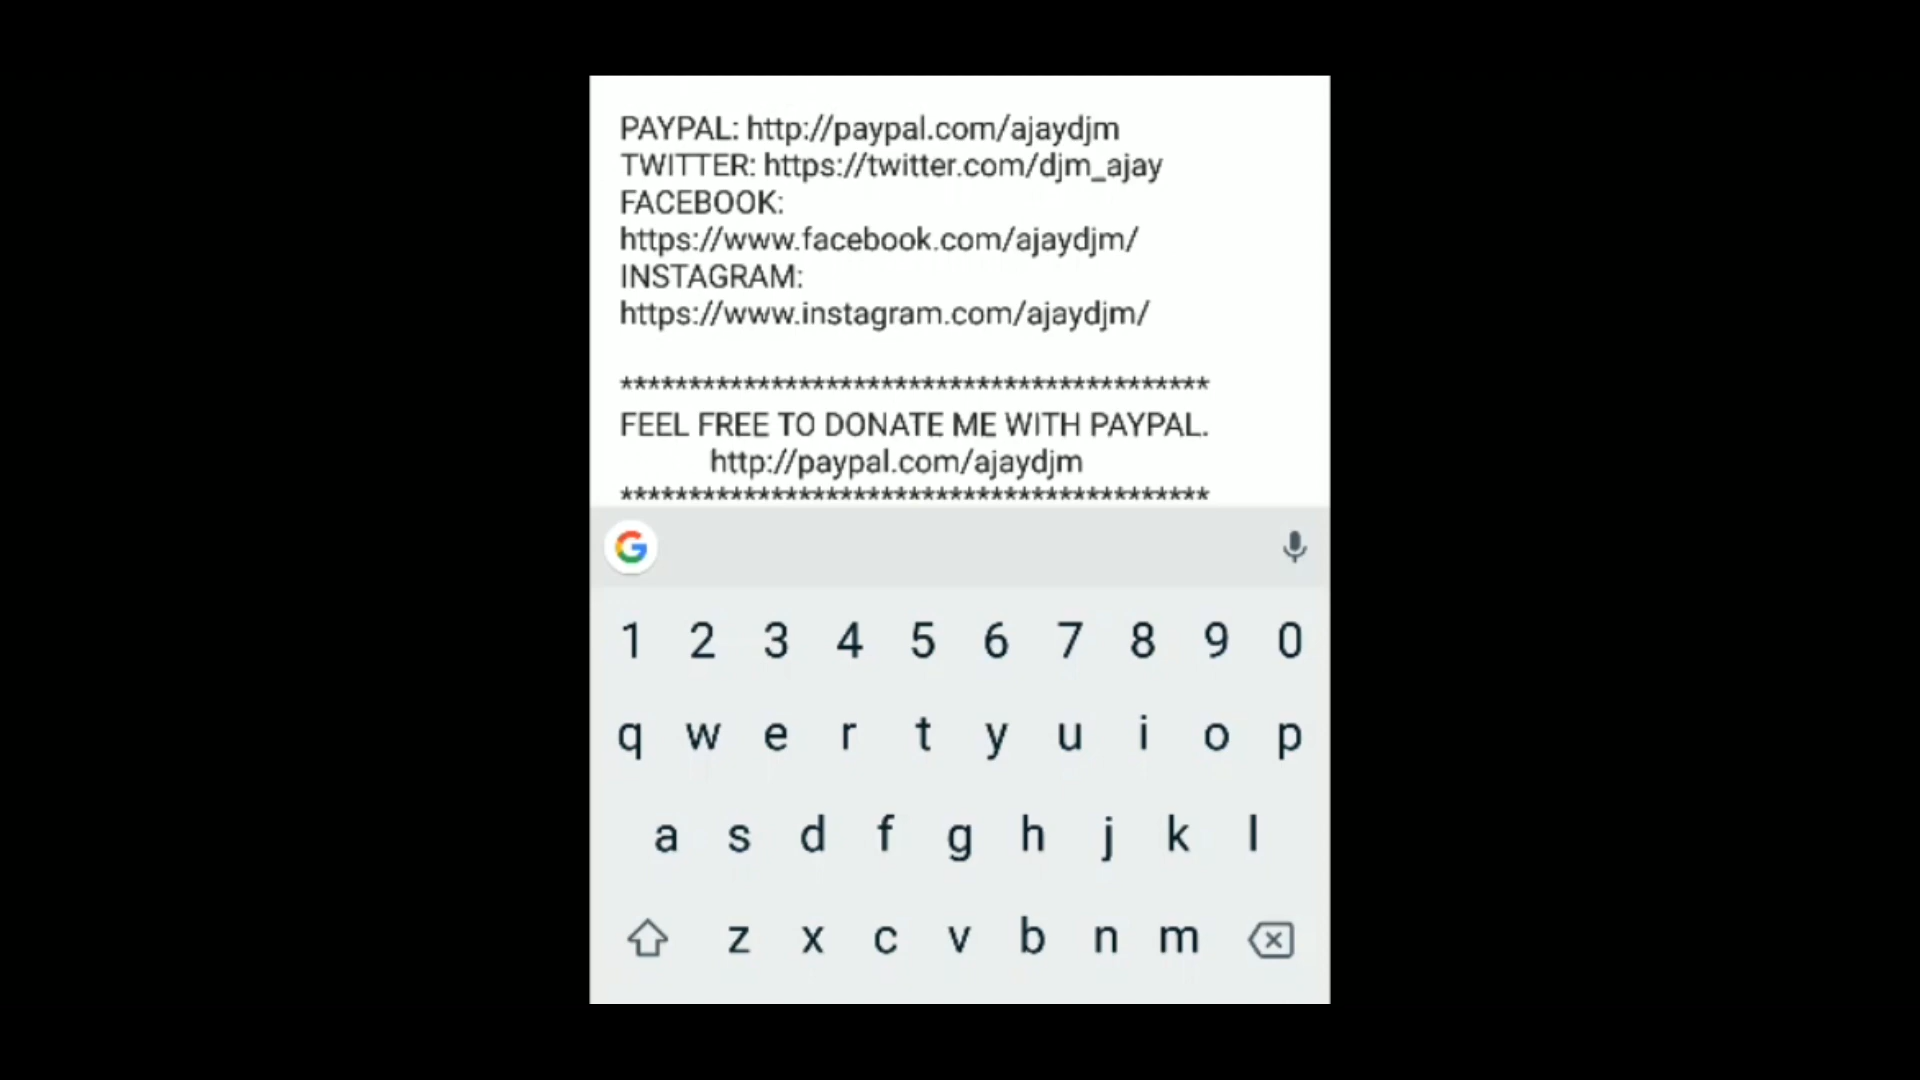 PAYPAL: http://paypal.com/ajaydjm
TWITTER: https://twitter.com/djm_ajay
FACEBOOK:
https://www.facebook.com/ajaydjm/
INSTAGRAM:
https://www.instagram.com/ajaydjm/
*******************************************
FEEL FREE TO DONATE ME WITH PAYPAL.
http://paypal.com/ajaydjm
*******************************************
G
1 2 3 4 5 6 7 8 9 0
q w e r t y u i o p
a s d f g h j k l
z x c v b n m